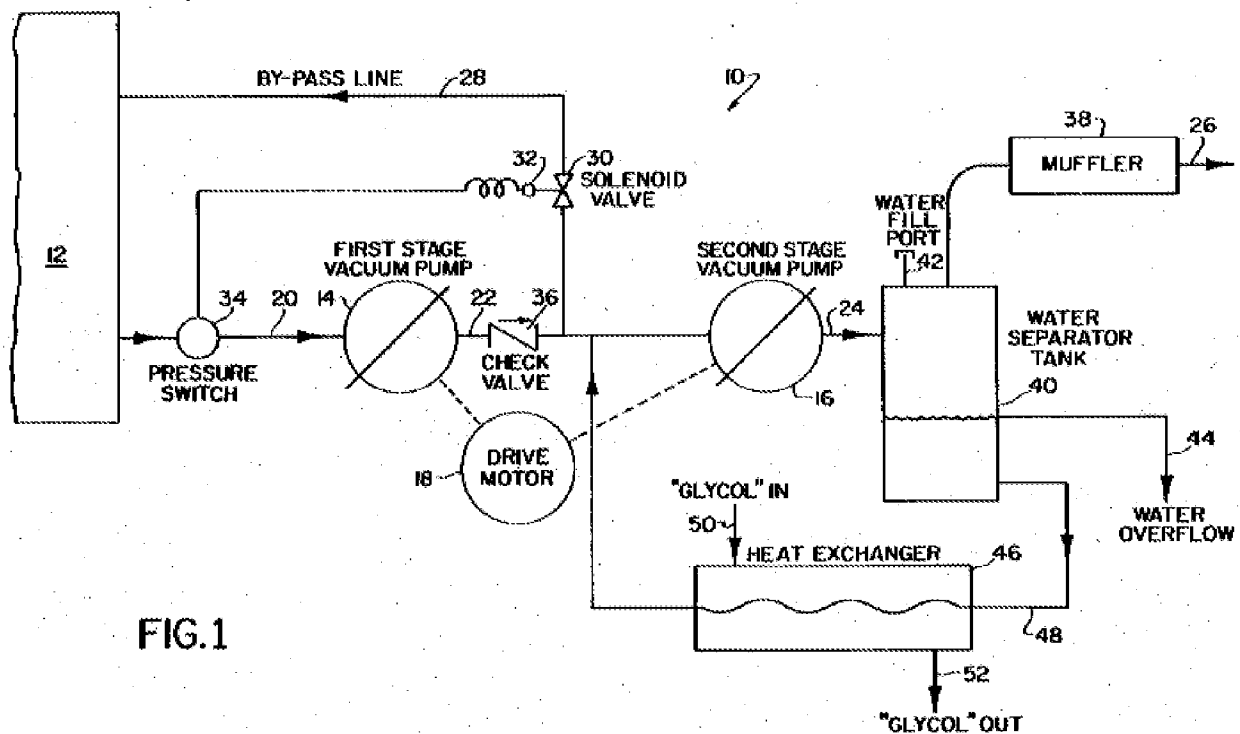 BY-PASS LINE
28
10
38
26
MUFFLER
32
30
SOLENOID
VALVE
WATER
FILL
PORT
42
12
FIRST STAGE
VACUUM PUMP
SECOND STAGE
VACUUM PUMP
34
20
14
22
36
24
WATER
SEPARATOR
TANK
PRESSURE
SWITCH
CHECK
VALVE
16
40
18
DRIVE
MOTOR
44
"GLYCOL" IN
50
WATER
OVERFLOW
HEAT EXCHANGER
46
48
FIG.1
52
"GLYCOL" OUT